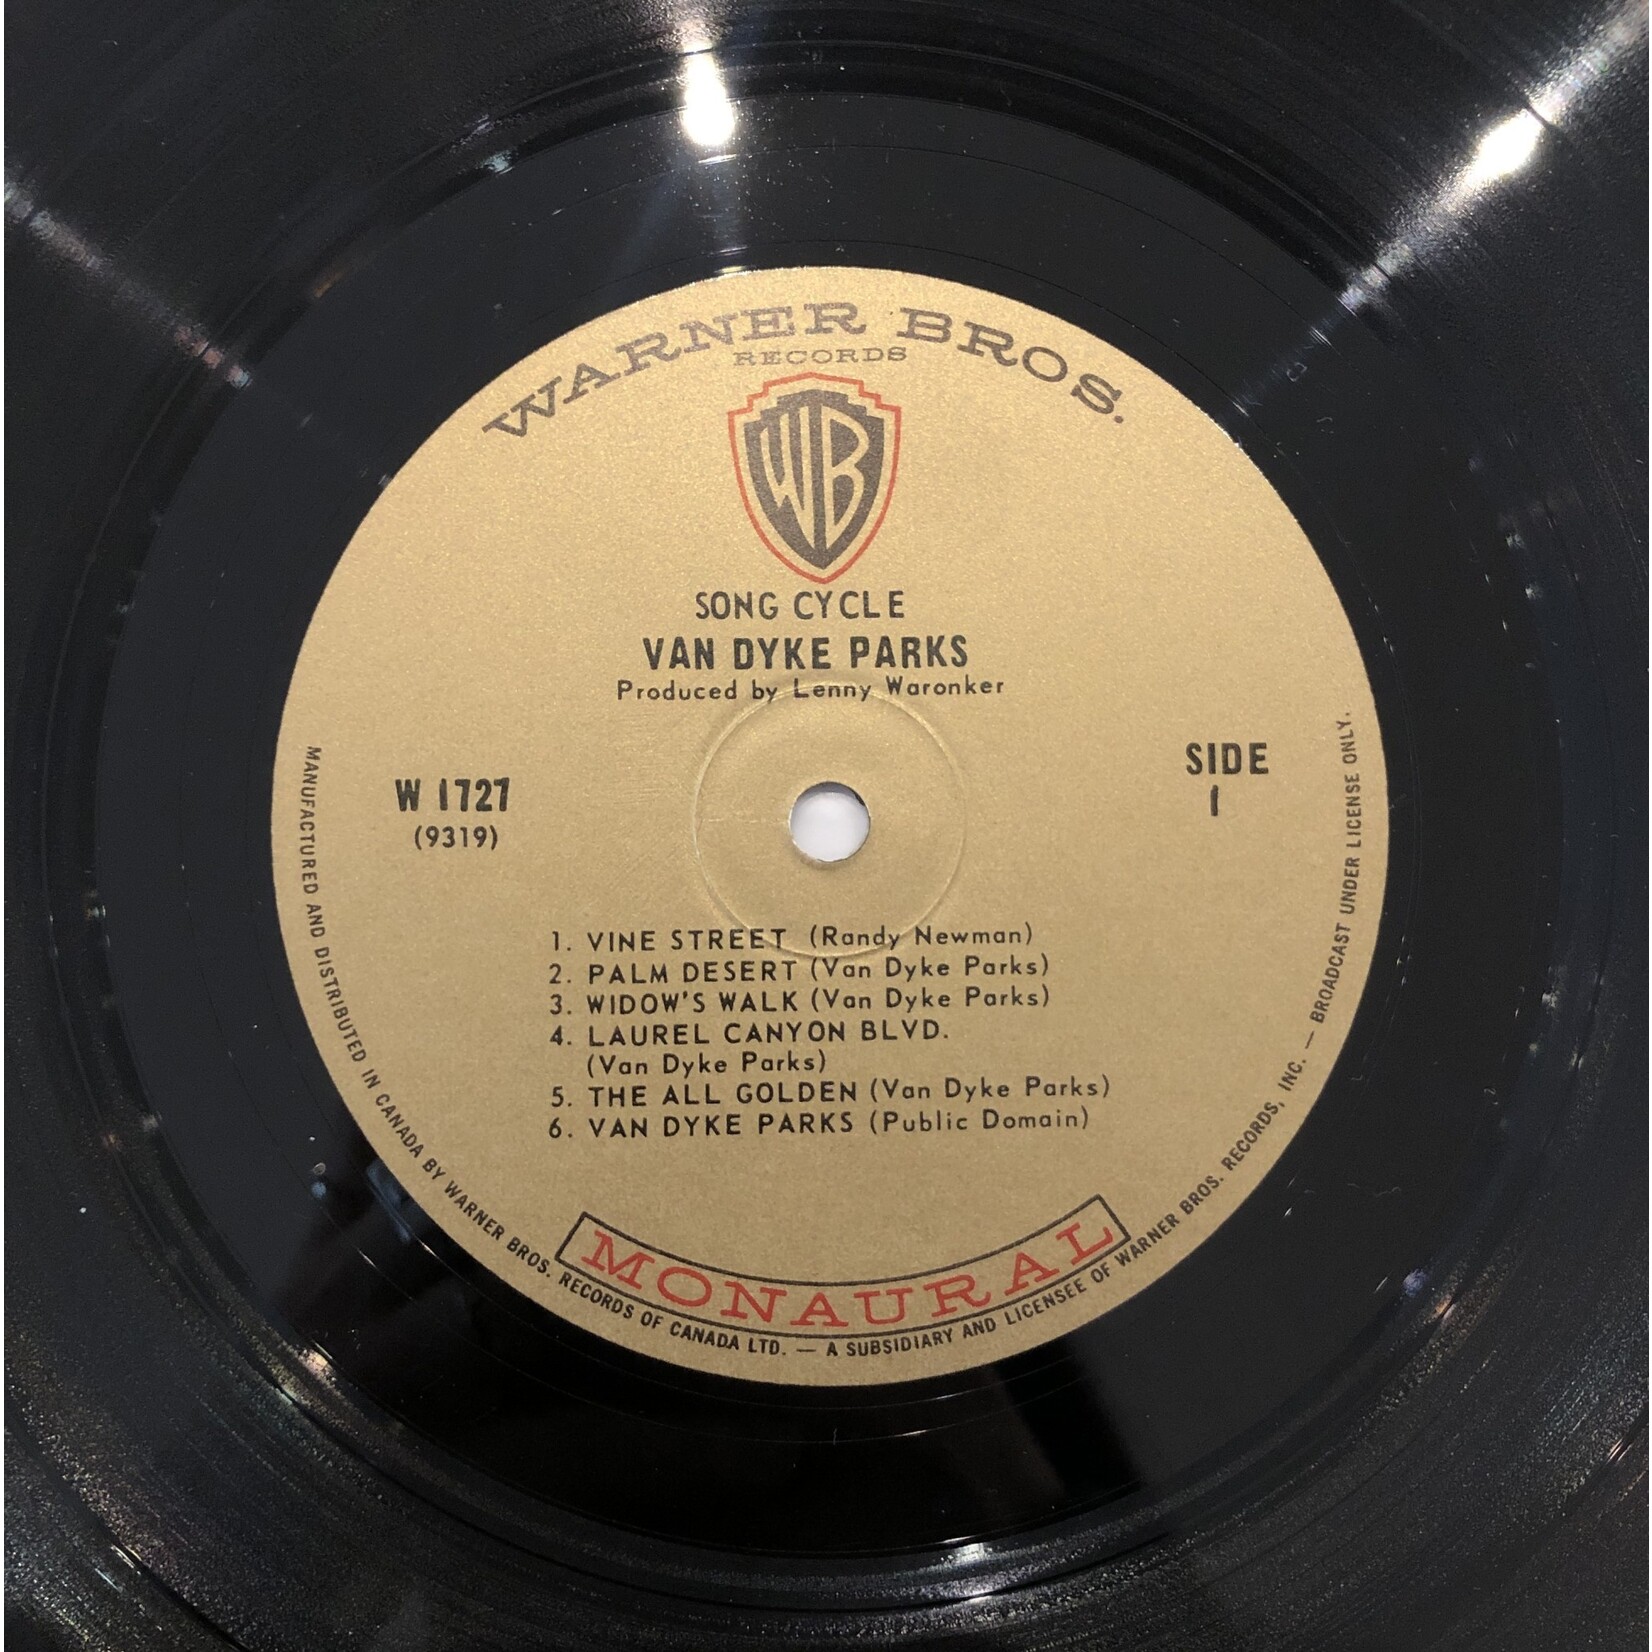 WARNER BROS.
RECORDS
WB
SONG CYCLE
VAN DYKE PARKS
Produced by Lenny Waronker
W 1727
(9319)
SIDE
1
1. VINE STREET (Randy Newman)
2. PALM DESERT (Van Dyke Parks)
3. WIDOW'S WALK (Van Dyke Parks)
4. LAUREL CANYON BLVD.
(Van Dyke Parks)
5. THE ALL GOLDEN (Van Dyke Parks)
6. VAN DYKE PARKS (Public Domain)
MONAURAL
MANUFACTURED AND DISTRIBUTED IN CANADA BY WARNER BROS. RECORDS OF CANADA LTD. — A SUBSIDIARY AND LICENSEE OF WARNER BROS. RECORDS, INC. — BROADCAST UNDER LICENSE ONLY.